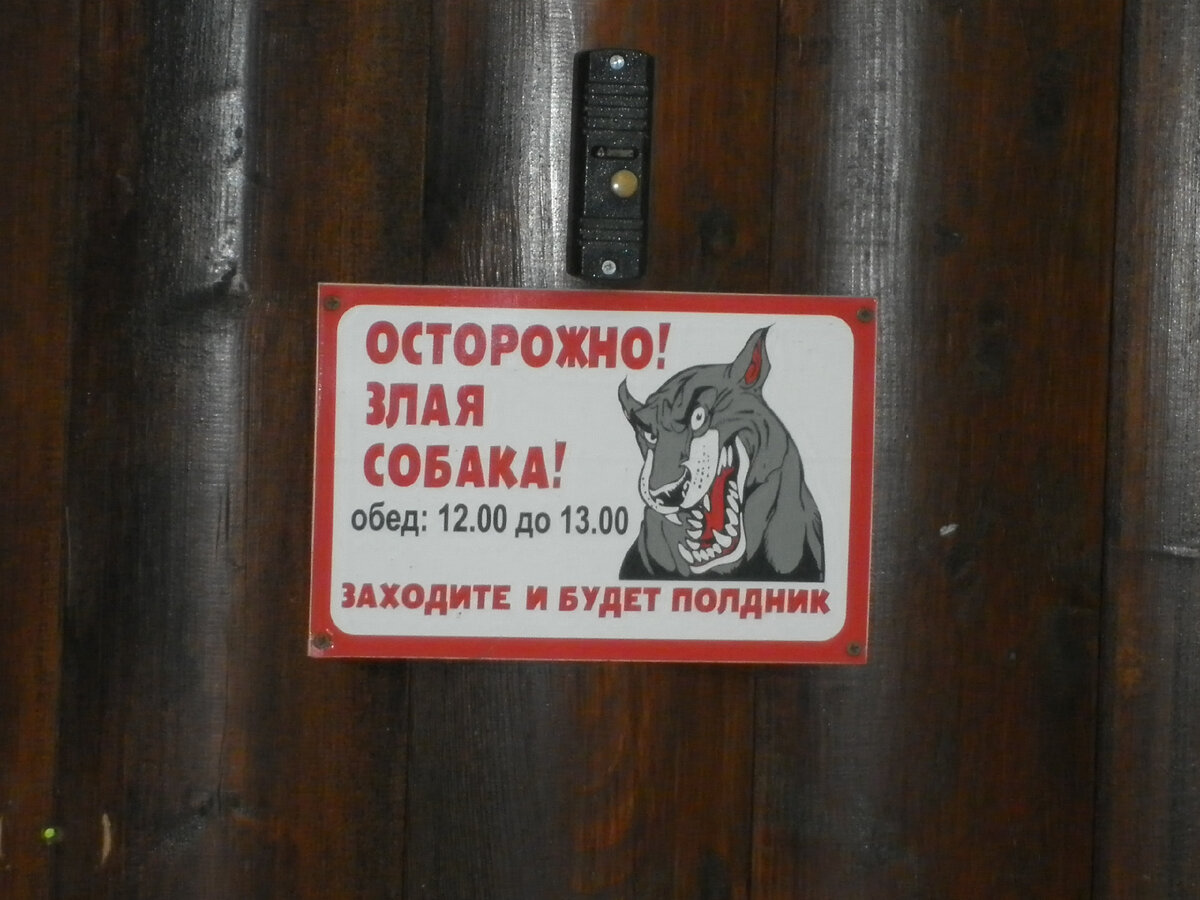 ОСТОРОЖНО!
ЗЛАЯ
СОБАКА!
обед: 12.00 до 13.00
ЗАХОДИТЕ И БУДЕТ ПОЛДНИК